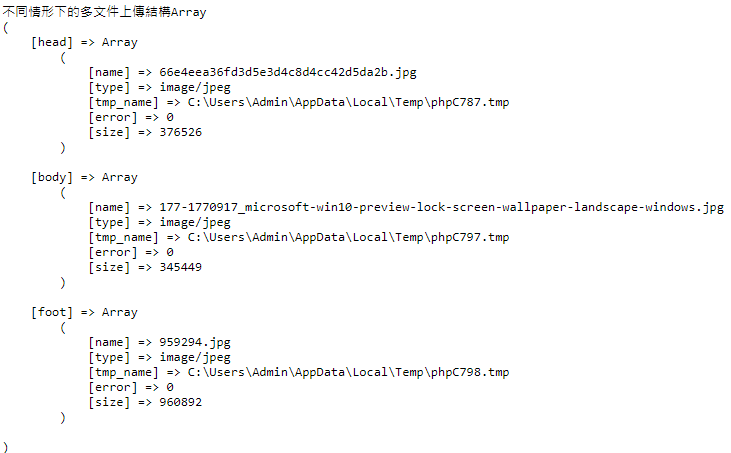 不同情形下的多文件上傳結構Array
(
    [head] => Array
        (
            [name] => 66e4eea36fd3d5e3d4c8d4cc42d5da2b.jpg
            [type] => image/jpeg
            [tmp_name] => C:\Users\Admin\AppData\Local\Temp\phpC787.tmp
            [error] => 0
            [size] => 376526
        )

    [body] => Array
        (
            [name] => 177-1770917_microsoft-win10-preview-lock-screen-wallpaper-landscape-windows.jpg
            [type] => image/jpeg
            [tmp_name] => C:\Users\Admin\AppData\Local\Temp\phpC797.tmp
            [error] => 0
            [size] => 345449
        )

    [foot] => Array
        (
            [name] => 959294.jpg
            [type] => image/jpeg
            [tmp_name] => C:\Users\Admin\AppData\Local\Temp\phpC798.tmp
            [error] => 0
            [size] => 960892
        )

)